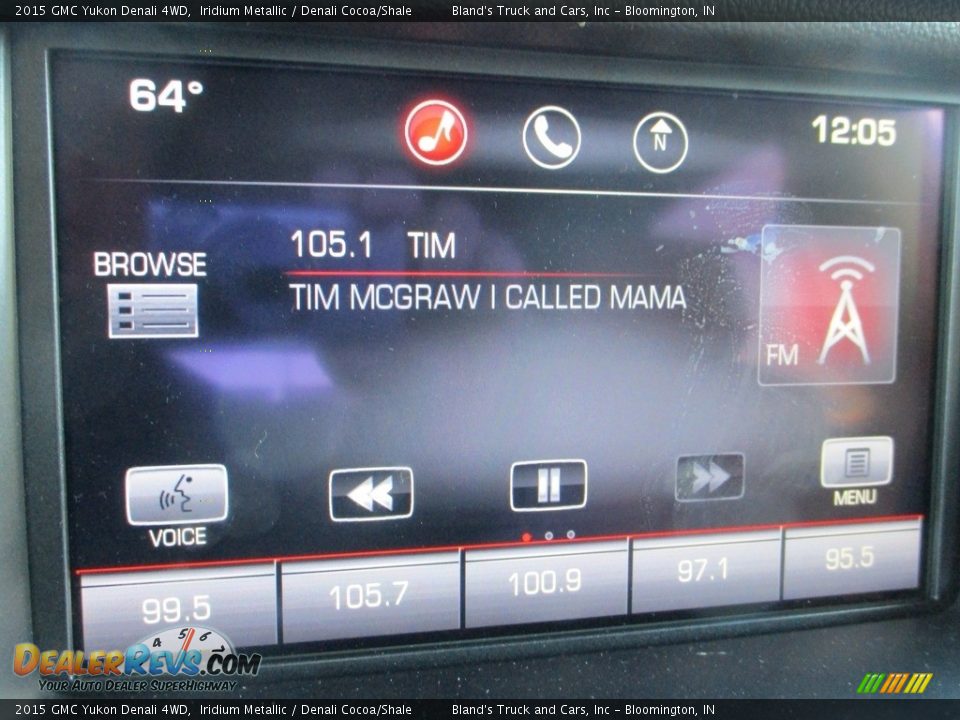 2015 GMC Yukon Denali 4WD, Iridium Metallic / Denali Cocoa/Shale Bland's Truck and Cars, Inc - Bloomington, IN
64°
N
12:05
105.1 TIM
BROWSE
TIM MCGRAW I CALLED MAMA
FM
VOICE
MENU
99.5 105.7 100.9 97.1 95.5
4 5 6
DEALERREVS.COM
YOUR AUTO DEALER SUPERHIGHWAY
2015 GMC Yukon Denali 4WD, Iridium Metallic / Denali Cocoa/Shale Bland's Truck and Cars, Inc - Bloomington, IN